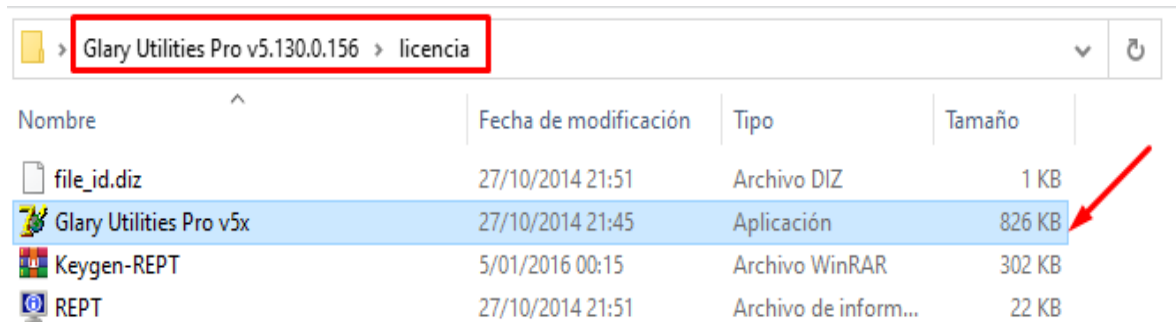 Glary Utilities Pro v5.130.0.156 > licencia
Nombre Fecha de modificación Tipo Tamaño
file_id.diz 27/10/2014 21:51 Archivo DIZ 1 KB
Glary Utilities Pro v5x 27/10/2014 21:45 Aplicación 826 KB
Keygen-REPT 5/01/2016 00:15 Archivo WinRAR 302 KB
REPT 27/10/2014 21:51 Archivo de inform... 22 KB